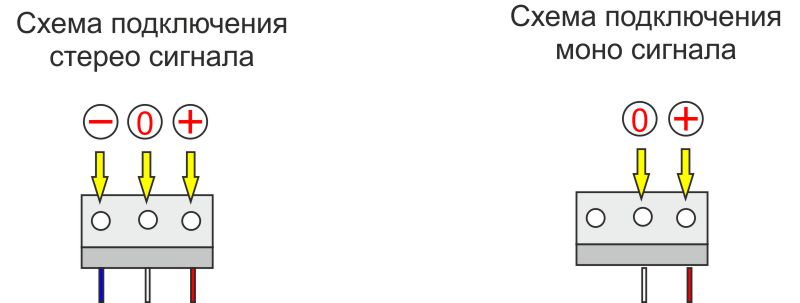 Схема подключения
стерео сигнала
− 0 +
Схема подключения
моно сигнала
0 +